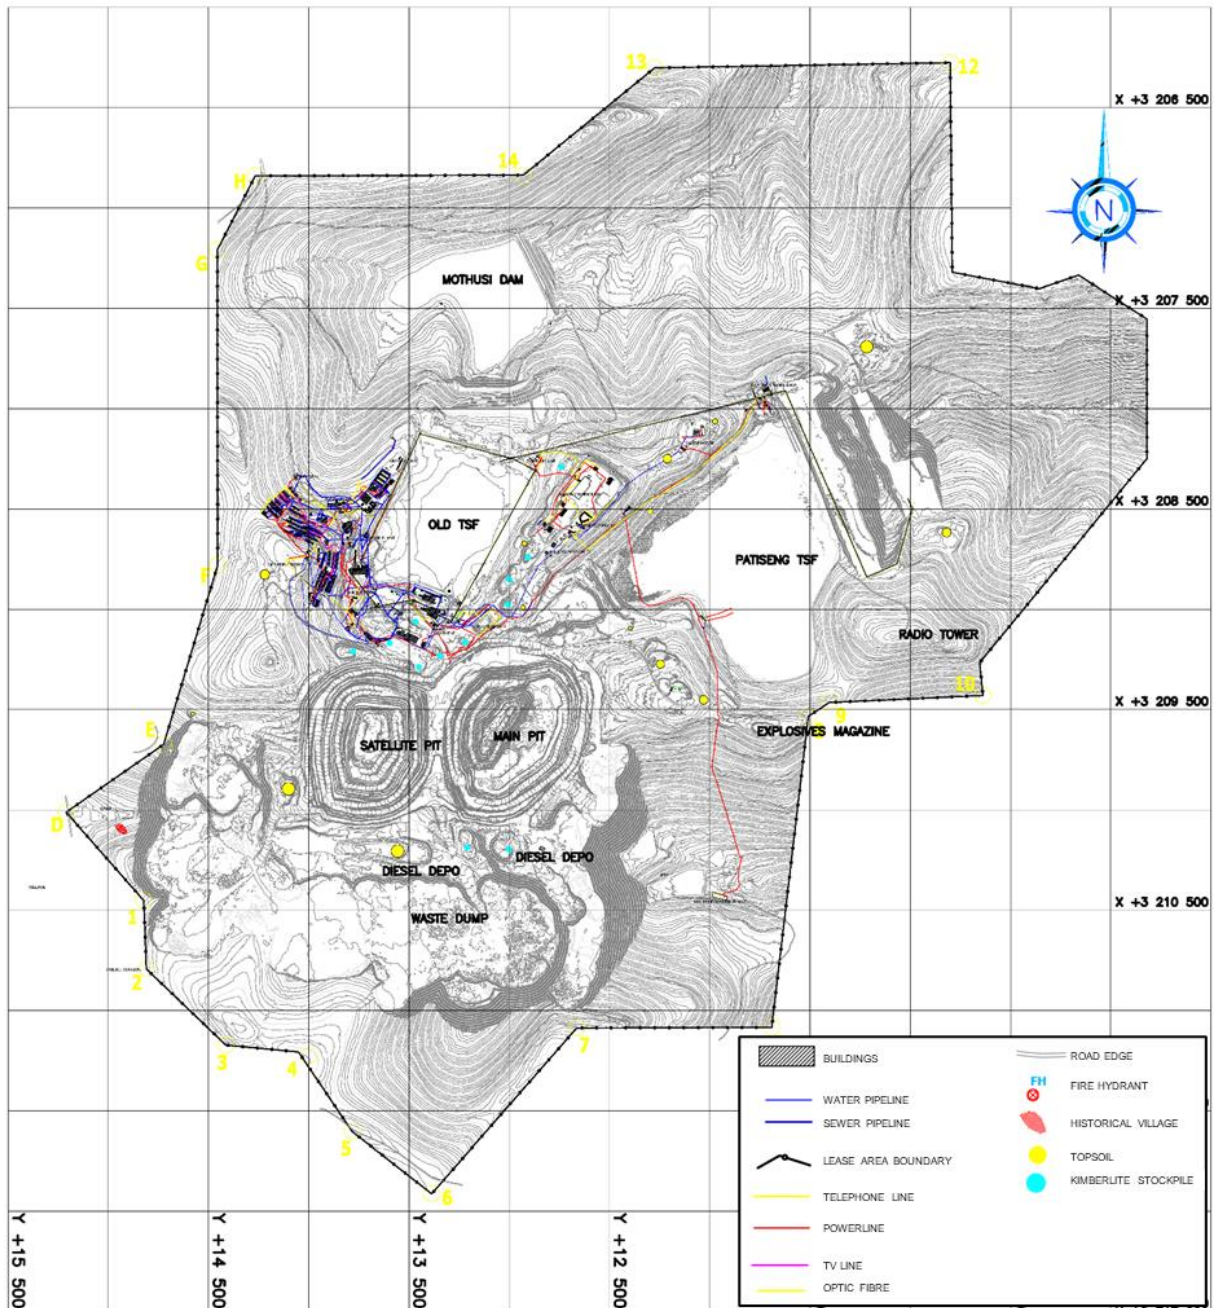 13
12
X +3 206 500
14
H
N
G
MOTHUSI DAM
X +3 207 500
OLD TSF
X +3 208 500
PATISENG TSF
F
RADIO TOWER
10
E
SATELLITE PIT
MAIN PIT
9
X +3 209 500
EXPLOSIVES MAGAZINE
D
DIESEL DEPO
DIESEL DEPO
1
WASTE DUMP
X +3 210 500
2
3
4
7
5
6
BUILDINGS
WATER PIPELINE
SEWER PIPELINE
LEASE AREA BOUNDARY
TELEPHONE LINE
POWERLINE
TV LINE
OPTIC FIBRE
ROAD EDGE
FH
FIRE HYDRANT
HISTORICAL VILLAGE
TOPSOIL
KIMBERLITE STOCKPILE
Y +15 500
Y +14 500
Y +13 500
Y +12 500